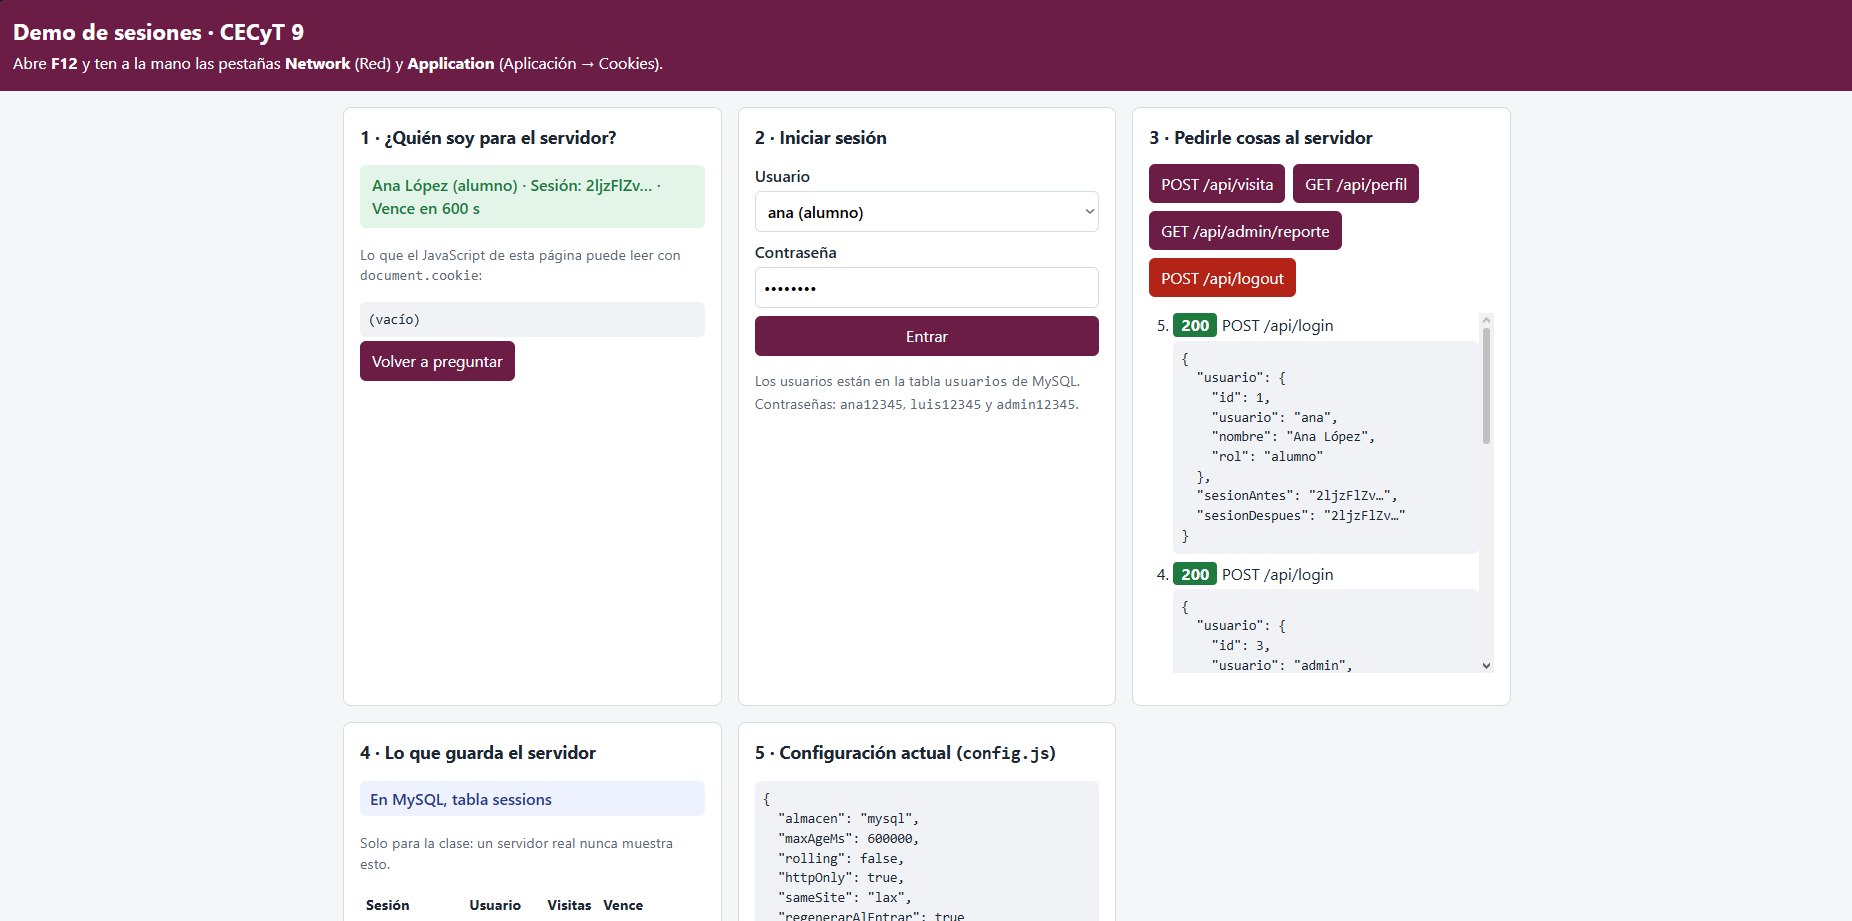 Demo de sesiones · CECyT 9
Abre F12 y ten a la mano las pestañas Network (Red) y Application (Aplicación → Cookies).
1 · ¿Quién soy para el servidor?
Ana López (alumno) · Sesión: 2ljzFlZv… ·
Vence en 600 s
Lo que el JavaScript de esta página puede leer con
document.cookie:
(vacío)
Volver a preguntar
2 · Iniciar sesión
Usuario
ana (alumno)
Contraseña
••••••••
Entrar
Los usuarios están en la tabla usuarios de MySQL.
Contraseñas: ana12345, luis12345 y admin12345.
3 · Pedirle cosas al servidor
POST /api/visita
GET /api/perfil
GET /api/admin/reporte
POST /api/logout
5. 200 POST /api/login
{
"usuario": {
"id": 1,
"usuario": "ana",
"nombre": "Ana López",
"rol": "alumno"
},
"sesionAntes": "2ljzFlZv…",
"sesionDespues": "2ljzFlZv…"
}
4. 200 POST /api/login
{
"usuario": {
"id": 3,
"usuario": "admin",
4 · Lo que guarda el servidor
En MySQL, tabla sessions
Solo para la clase: un servidor real nunca muestra
esto.
Sesión Usuario Visitas Vence
5 · Configuración actual (config.js)
{
"almacen": "mysql",
"maxAgeMs": 600000,
"rolling": false,
"httpOnly": true,
"sameSite": "lax",
"regenerarAlEntrar": true